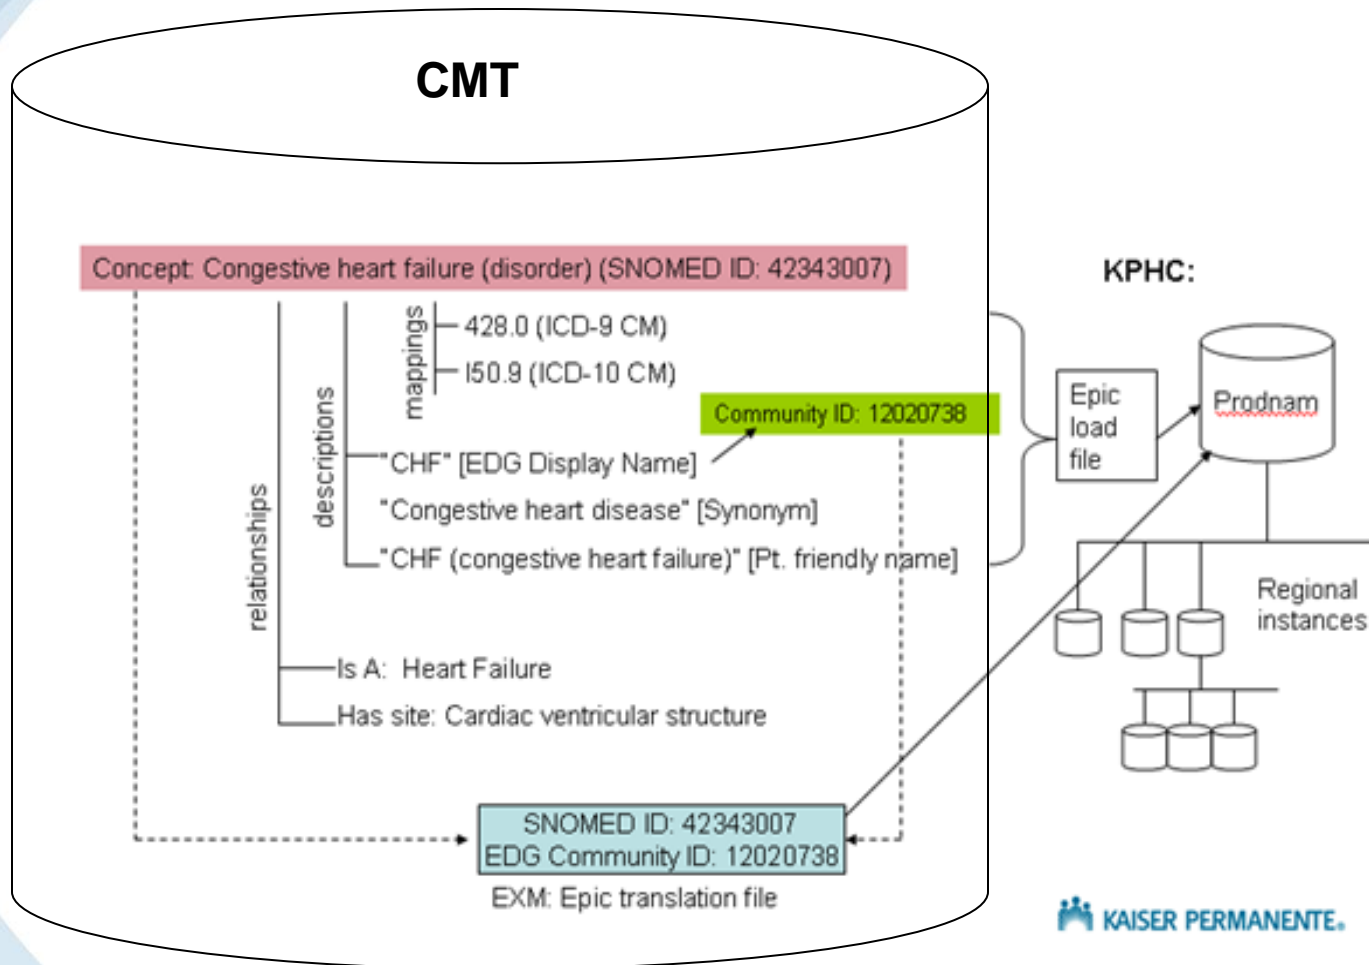 CMT
Concept: Congestive heart failure (disorder) (SNOMED ID: 42343007)
mappings
428.0 (ICD-9 CM)
I50.9 (ICD-10 CM)
Community ID: 12020738
descriptions
"CHF" [EDG Display Name]
"Congestive heart disease" [Synonym]
"CHF (congestive heart failure)" [Pt. friendly name]
relationships
Is A: Heart Failure
Has site: Cardiac ventricular structure
SNOMED ID: 42343007
EDG Community ID: 12020738
EXM: Epic translation file
KPHC:
Epic
load
file
Prodnam
Regional
instances
KAISER PERMANENTE®